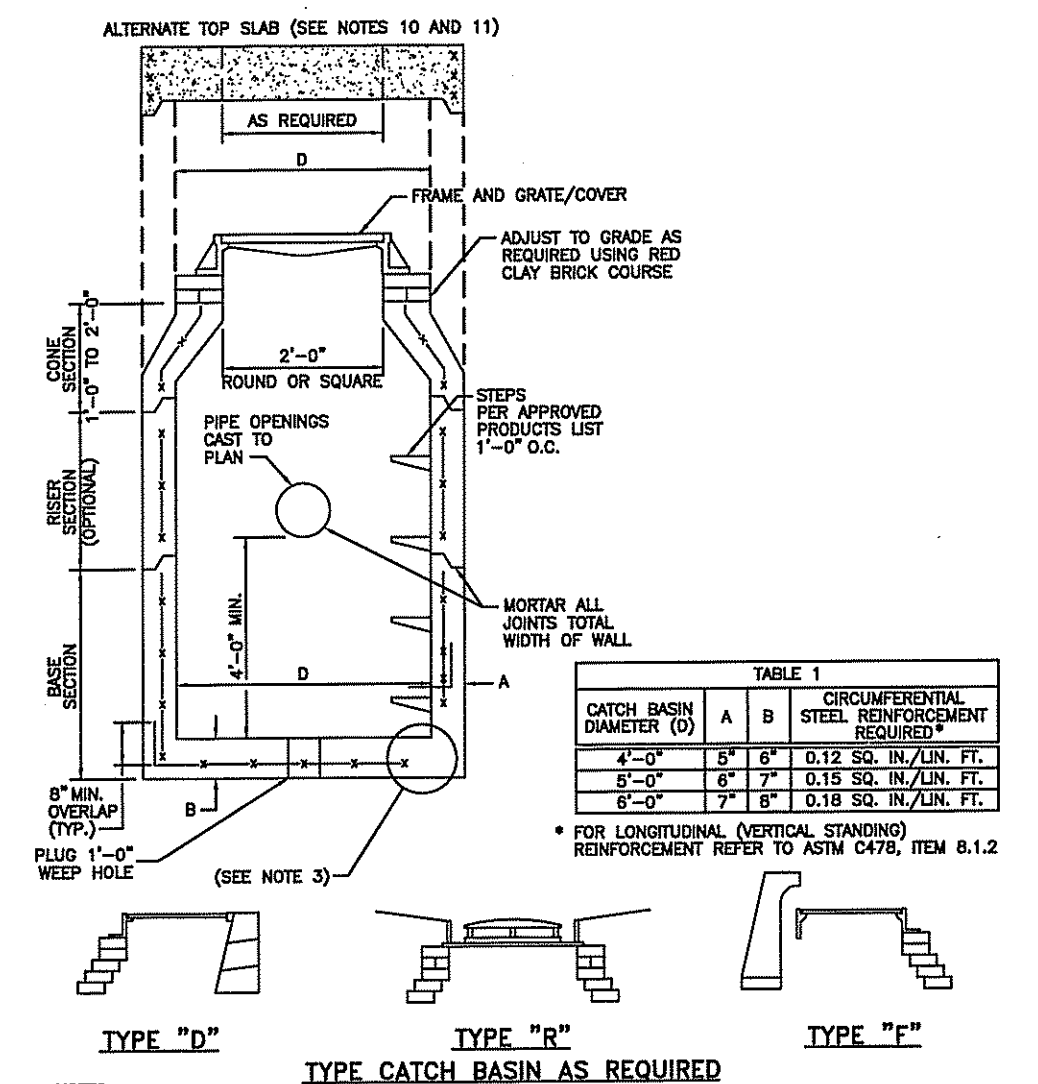 ALTERNATE TOP SLAB (SEE NOTES 10 AND 11)
AS REQUIRED
D
FRAME AND GRATE/COVER
ADJUST TO GRADE AS
REQUIRED USING RED
CLAY BRICK COURSE
CONE
SECTION
1'-0" TO 2'-0"
2'-0"
ROUND OR SQUARE
STEPS
PER APPROVED
PRODUCTS LIST
1'-0" O.C.
PIPE OPENINGS
CAST TO
PLAN
RISER
SECTION
(OPTIONAL)
MORTAR ALL
JOINTS TOTAL
WIDTH OF WALL
4'-0" MIN.
BASE
SECTION
D
A
8" MIN.
OVERLAP
(TYP.)
B
PLUG 1'-0"
WEEP HOLE
(SEE NOTE 3)
TABLE 1
CATCH BASIN
DIAMETER (D)
A
B
CIRCUMFERENTIAL
STEEL REINFORCEMENT
REQUIRED*
4'-0" 5" 6" 0.12 SQ. IN./LIN. FT.
5'-0" 6" 7" 0.15 SQ. IN./LIN. FT.
6'-0" 7" 8" 0.18 SQ. IN./LIN. FT.
* FOR LONGITUDINAL (VERTICAL STANDING)
REINFORCEMENT REFER TO ASTM C478, ITEM 8.1.2
TYPE "D"
TYPE "R"
TYPE "F"
TYPE CATCH BASIN AS REQUIRED